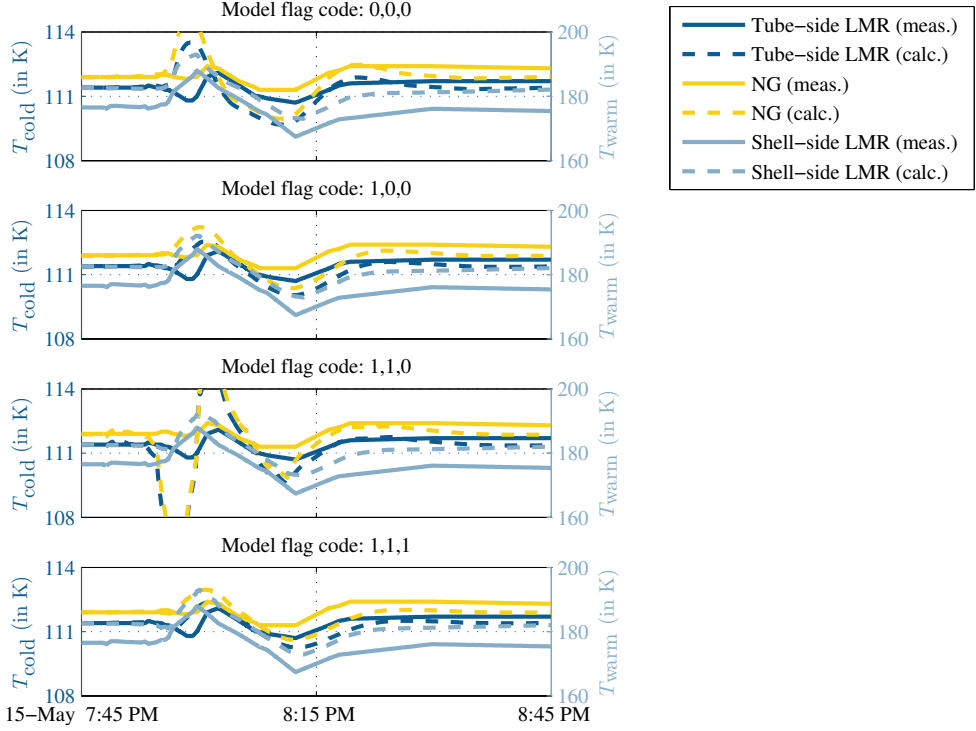 Model flag code: 0,0,0
114
111
108
T_cold (in K)
200
180
160
T_warm (in K)
Tube−side LMR (meas.)
Tube−side LMR (calc.)
NG (meas.)
NG (calc.)
Shell−side LMR (meas.)
Shell−side LMR (calc.)
Model flag code: 1,0,0
114
111
108
T_cold (in K)
200
180
160
T_warm (in K)
Model flag code: 1,1,0
114
111
108
T_cold (in K)
200
180
160
T_warm (in K)
Model flag code: 1,1,1
114
111
108
T_cold (in K)
200
180
160
T_warm (in K)
15−May 7:45 PM 8:15 PM 8:45 PM